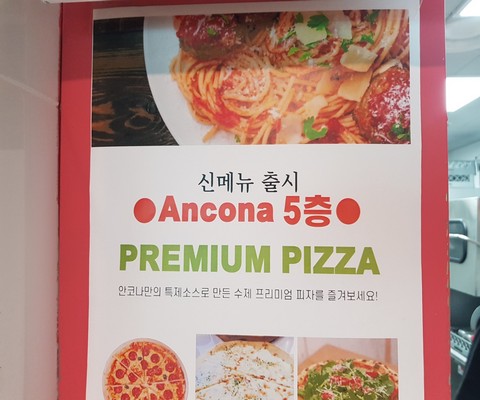 신메뉴 출시
●Ancona 5층●
PREMIUM PIZZA
안코나만의 특제소스로 만든 수제 프리미엄 피자를 즐겨보세요!